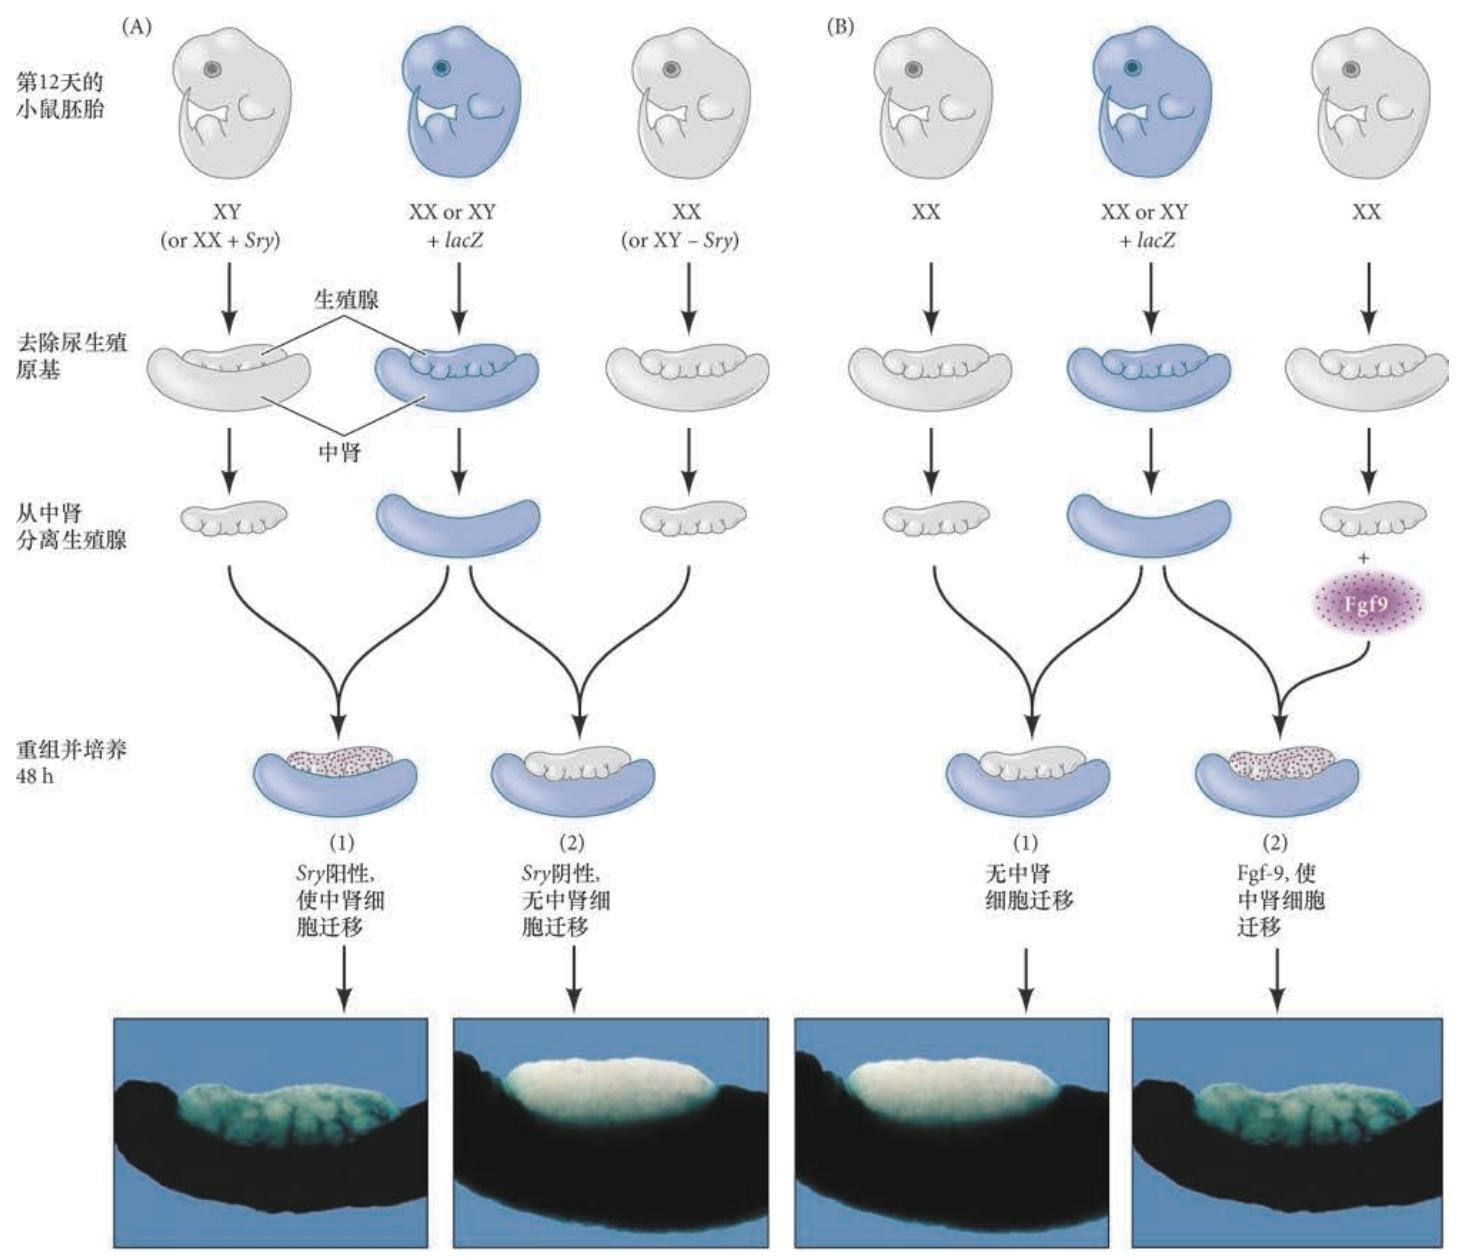 (A)
(B)
第12天的
小鼠胚胎
XY
(or XX + Sry)
XX or XY
+ lacZ
XX
(or XY – Sry)
XX
XX or XY
+ lacZ
XX
生殖腺
去除尿生殖
原基
中肾
从中肾
分离生殖腺
+
Fgf9
重组并培养
48 h
(1)
Sry阳性,
使中肾细
胞迁移
(2)
Sry阴性,
无中肾细
胞迁移
(1)
无中肾
细胞迁移
(2)
Fgf-9, 使
中肾细胞
迁移